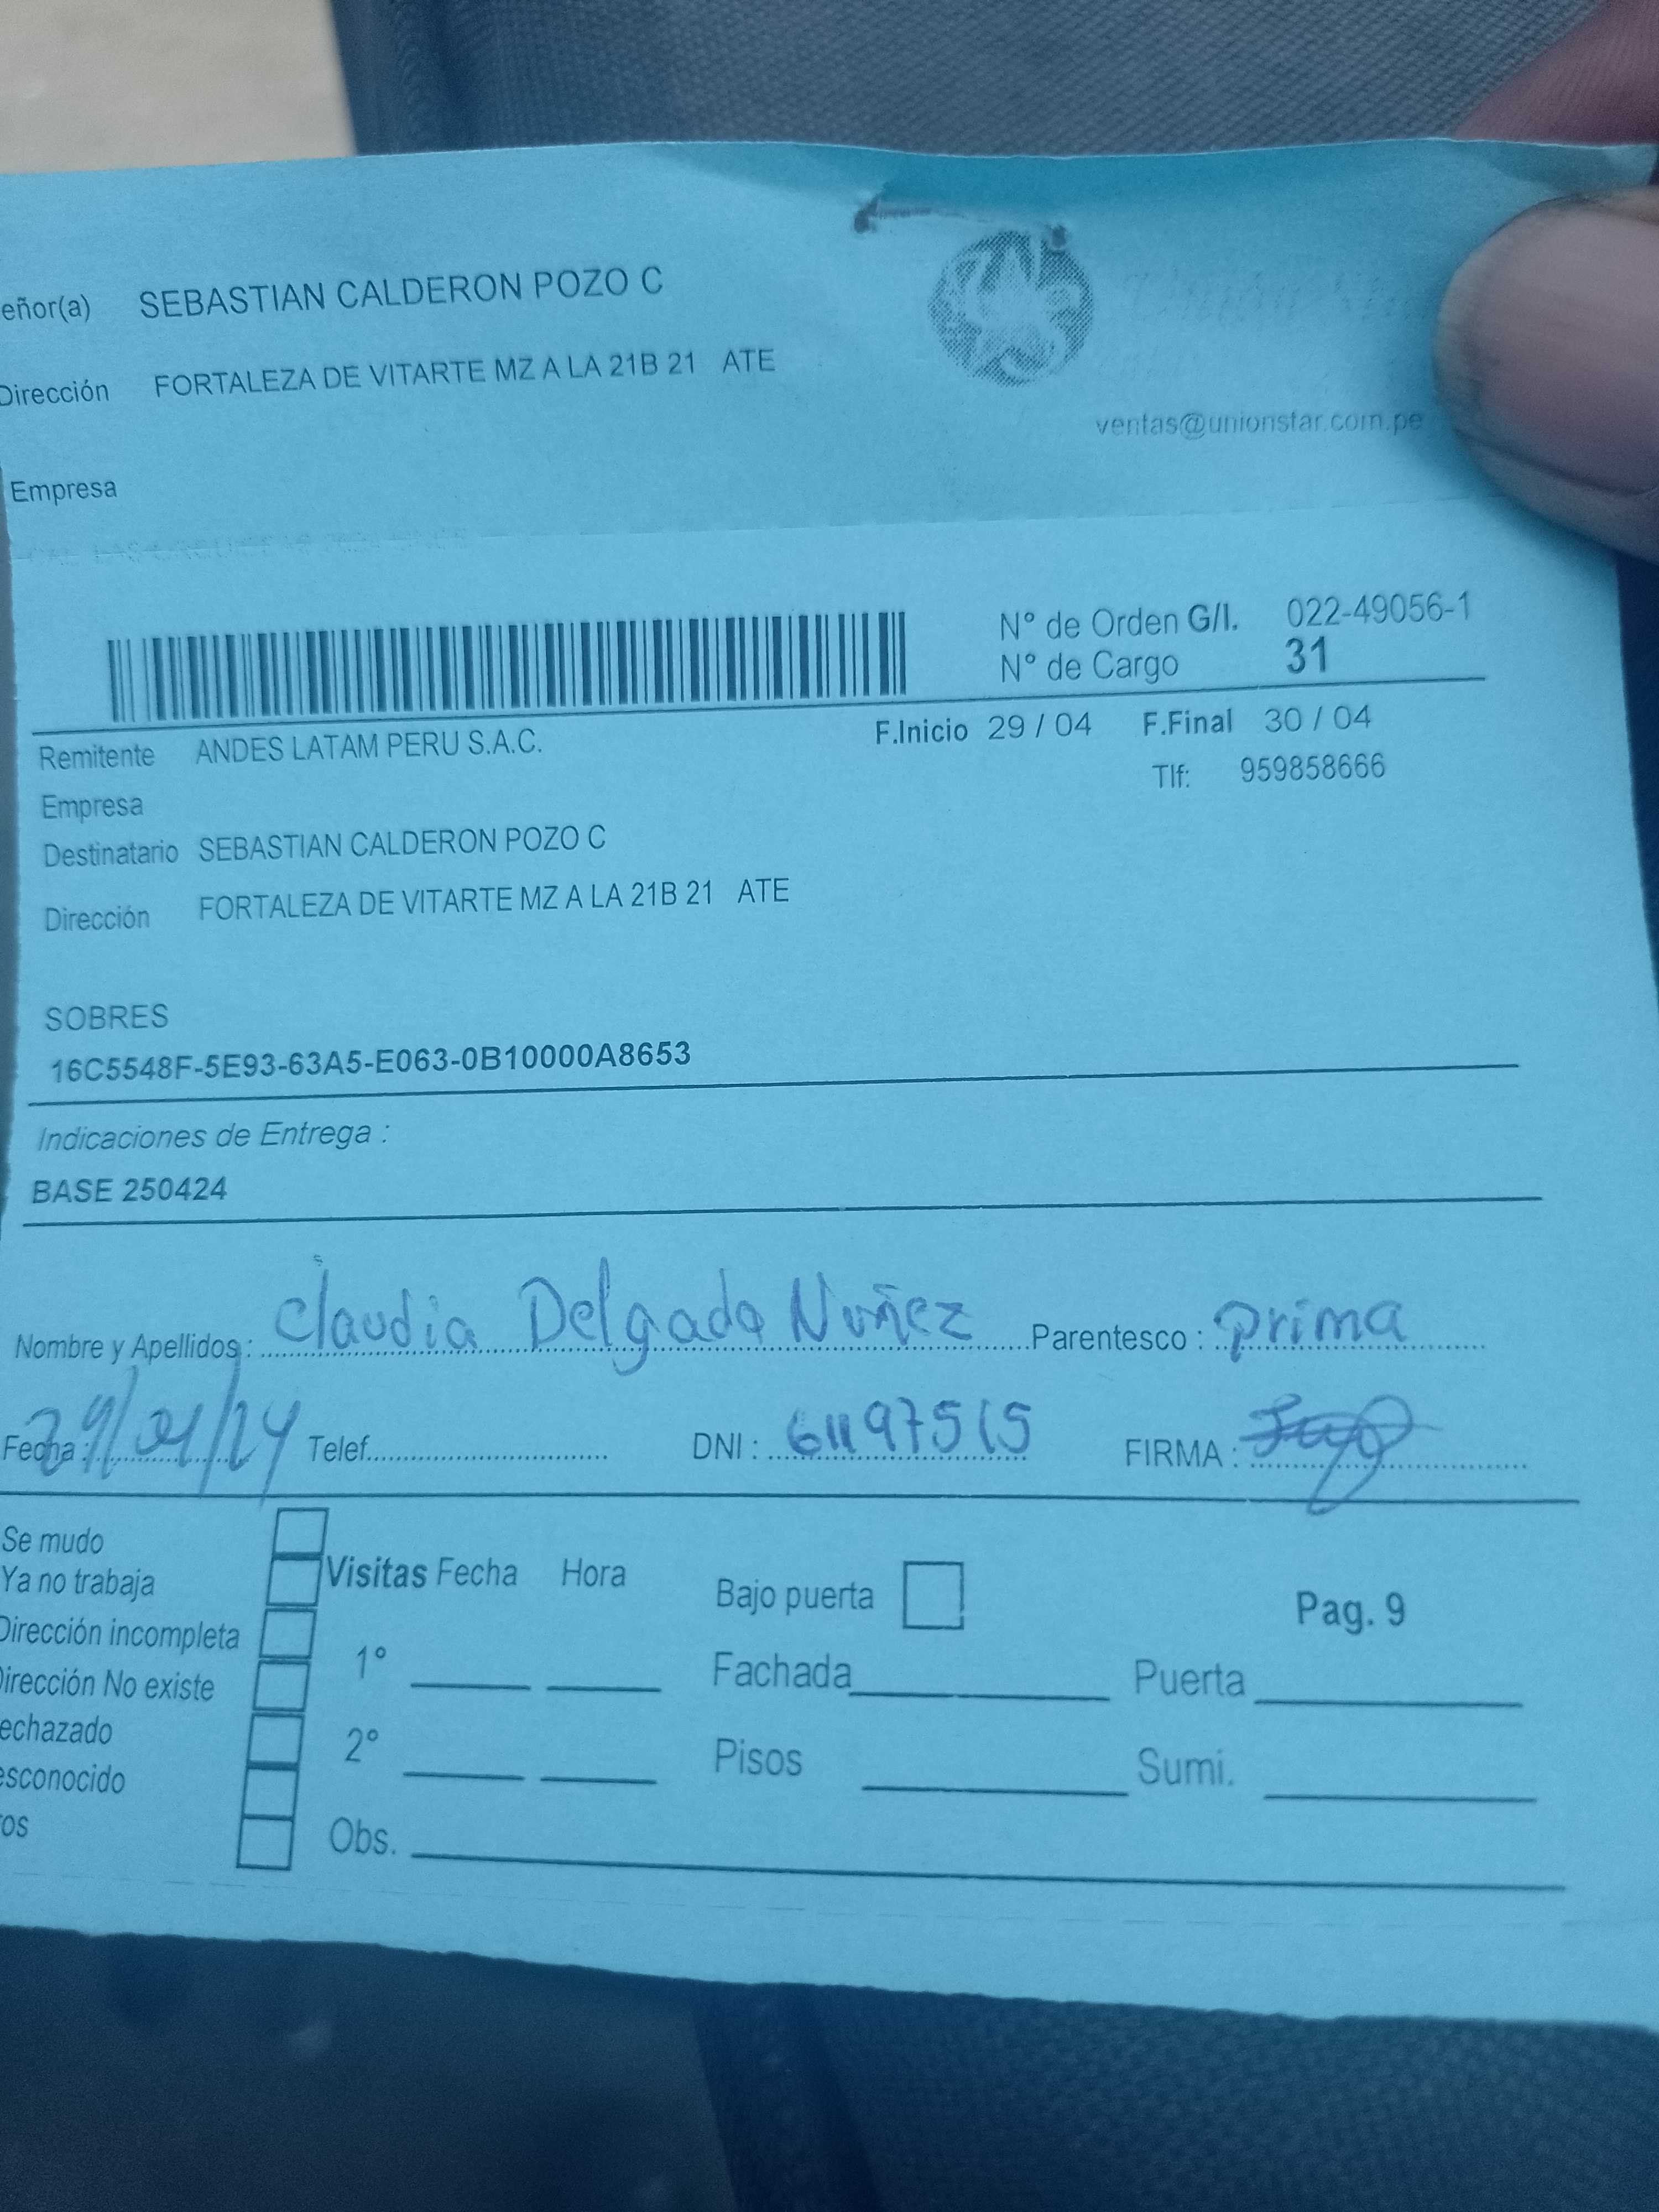 eñor(a) SEBASTIAN CALDERON POZO C
Dirección FORTALEZA DE VITARTE MZ A LA 21B 21 ATE
ventas@unionstar.com.pe
Empresa
N° de Orden G/I. 022-49056-1
N° de Cargo 31
Remitente ANDES LATAM PERU S.A.C. F.Inicio 29 / 04 F.Final 30 / 04
Empresa Tlf: 959858666
Destinatario SEBASTIAN CALDERON POZO C
Dirección FORTALEZA DE VITARTE MZ A LA 21B 21 ATE
SOBRES
16C5548F-5E93-63A5-E063-0B10000A8653
Indicaciones de Entrega :
BASE 250424
Nombre y Apellidos : Claudia Delgado Nuñez Parentesco : prima
Fecha : 29/04/24 Telef. DNI : 61197515 FIRMA :
Se mudo
Ya no trabaja Visitas Fecha Hora Bajo puerta Pag. 9
Dirección incompleta 1° Fachada Puerta
Dirección No existe
echazado 2° Pisos Sumi.
esconocido
ros Obs.